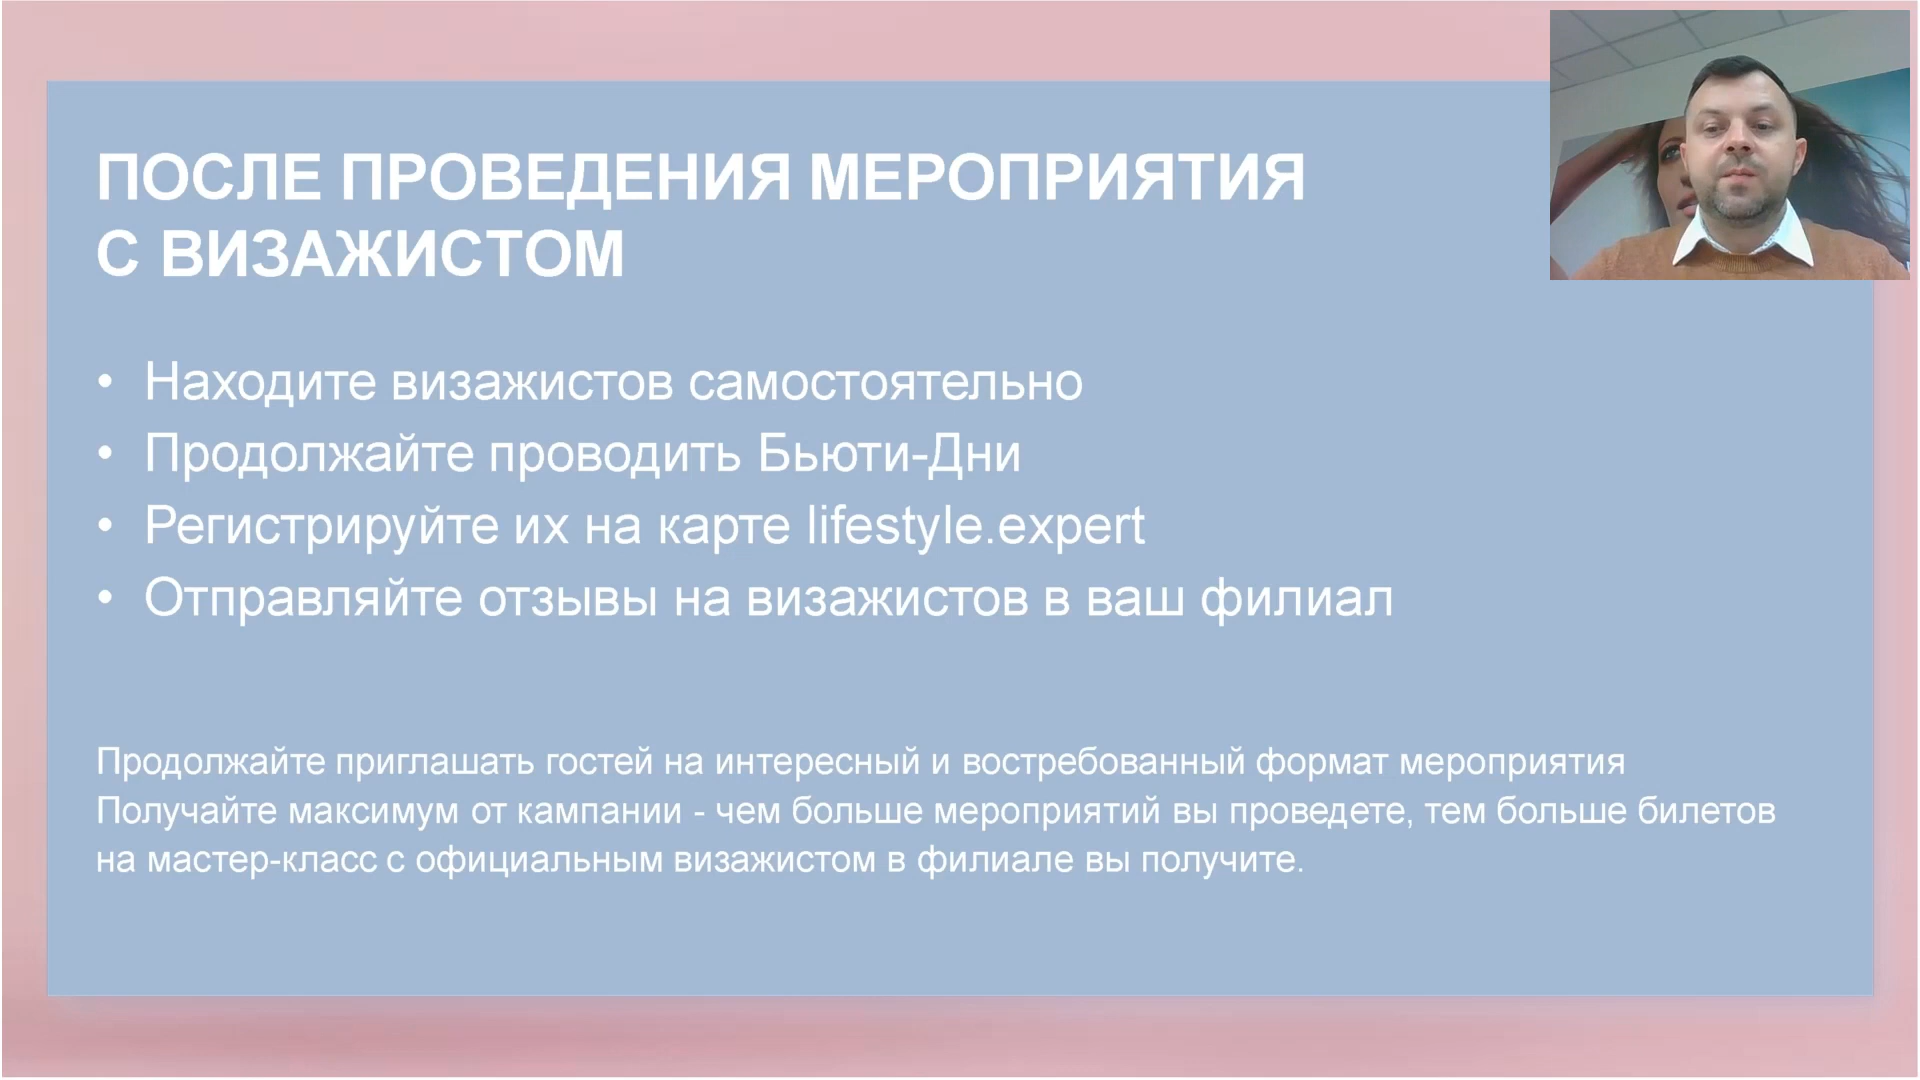 ПОСЛЕ ПРОВЕДЕНИЯ МЕРОПРИЯТИЯ
С ВИЗАЖИСТОМ
• Находите визажистов самостоятельно
• Продолжайте проводить Бьюти-Дни
• Регистрируйте их на карте lifestyle.expert
• Отправляйте отзывы на визажистов в ваш филиал
Продолжайте приглашать гостей на интересный и востребованный формат мероприятия
Получайте максимум от кампании - чем больше мероприятий вы проведете, тем больше билетов
на мастер-класс с официальным визажистом в филиале вы получите.